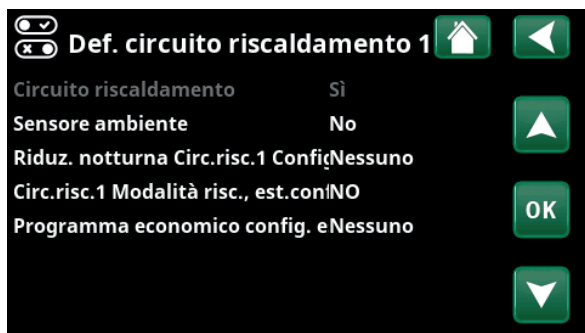 Def. circuito riscaldamento 1
Circuito riscaldamento Sì
Sensore ambiente No
Riduz. notturna Circ.risc.1 Config Nessuno
Circ.risc.1 Modalità risc., est.conf NO
Programma economico config. e Nessuno
OK